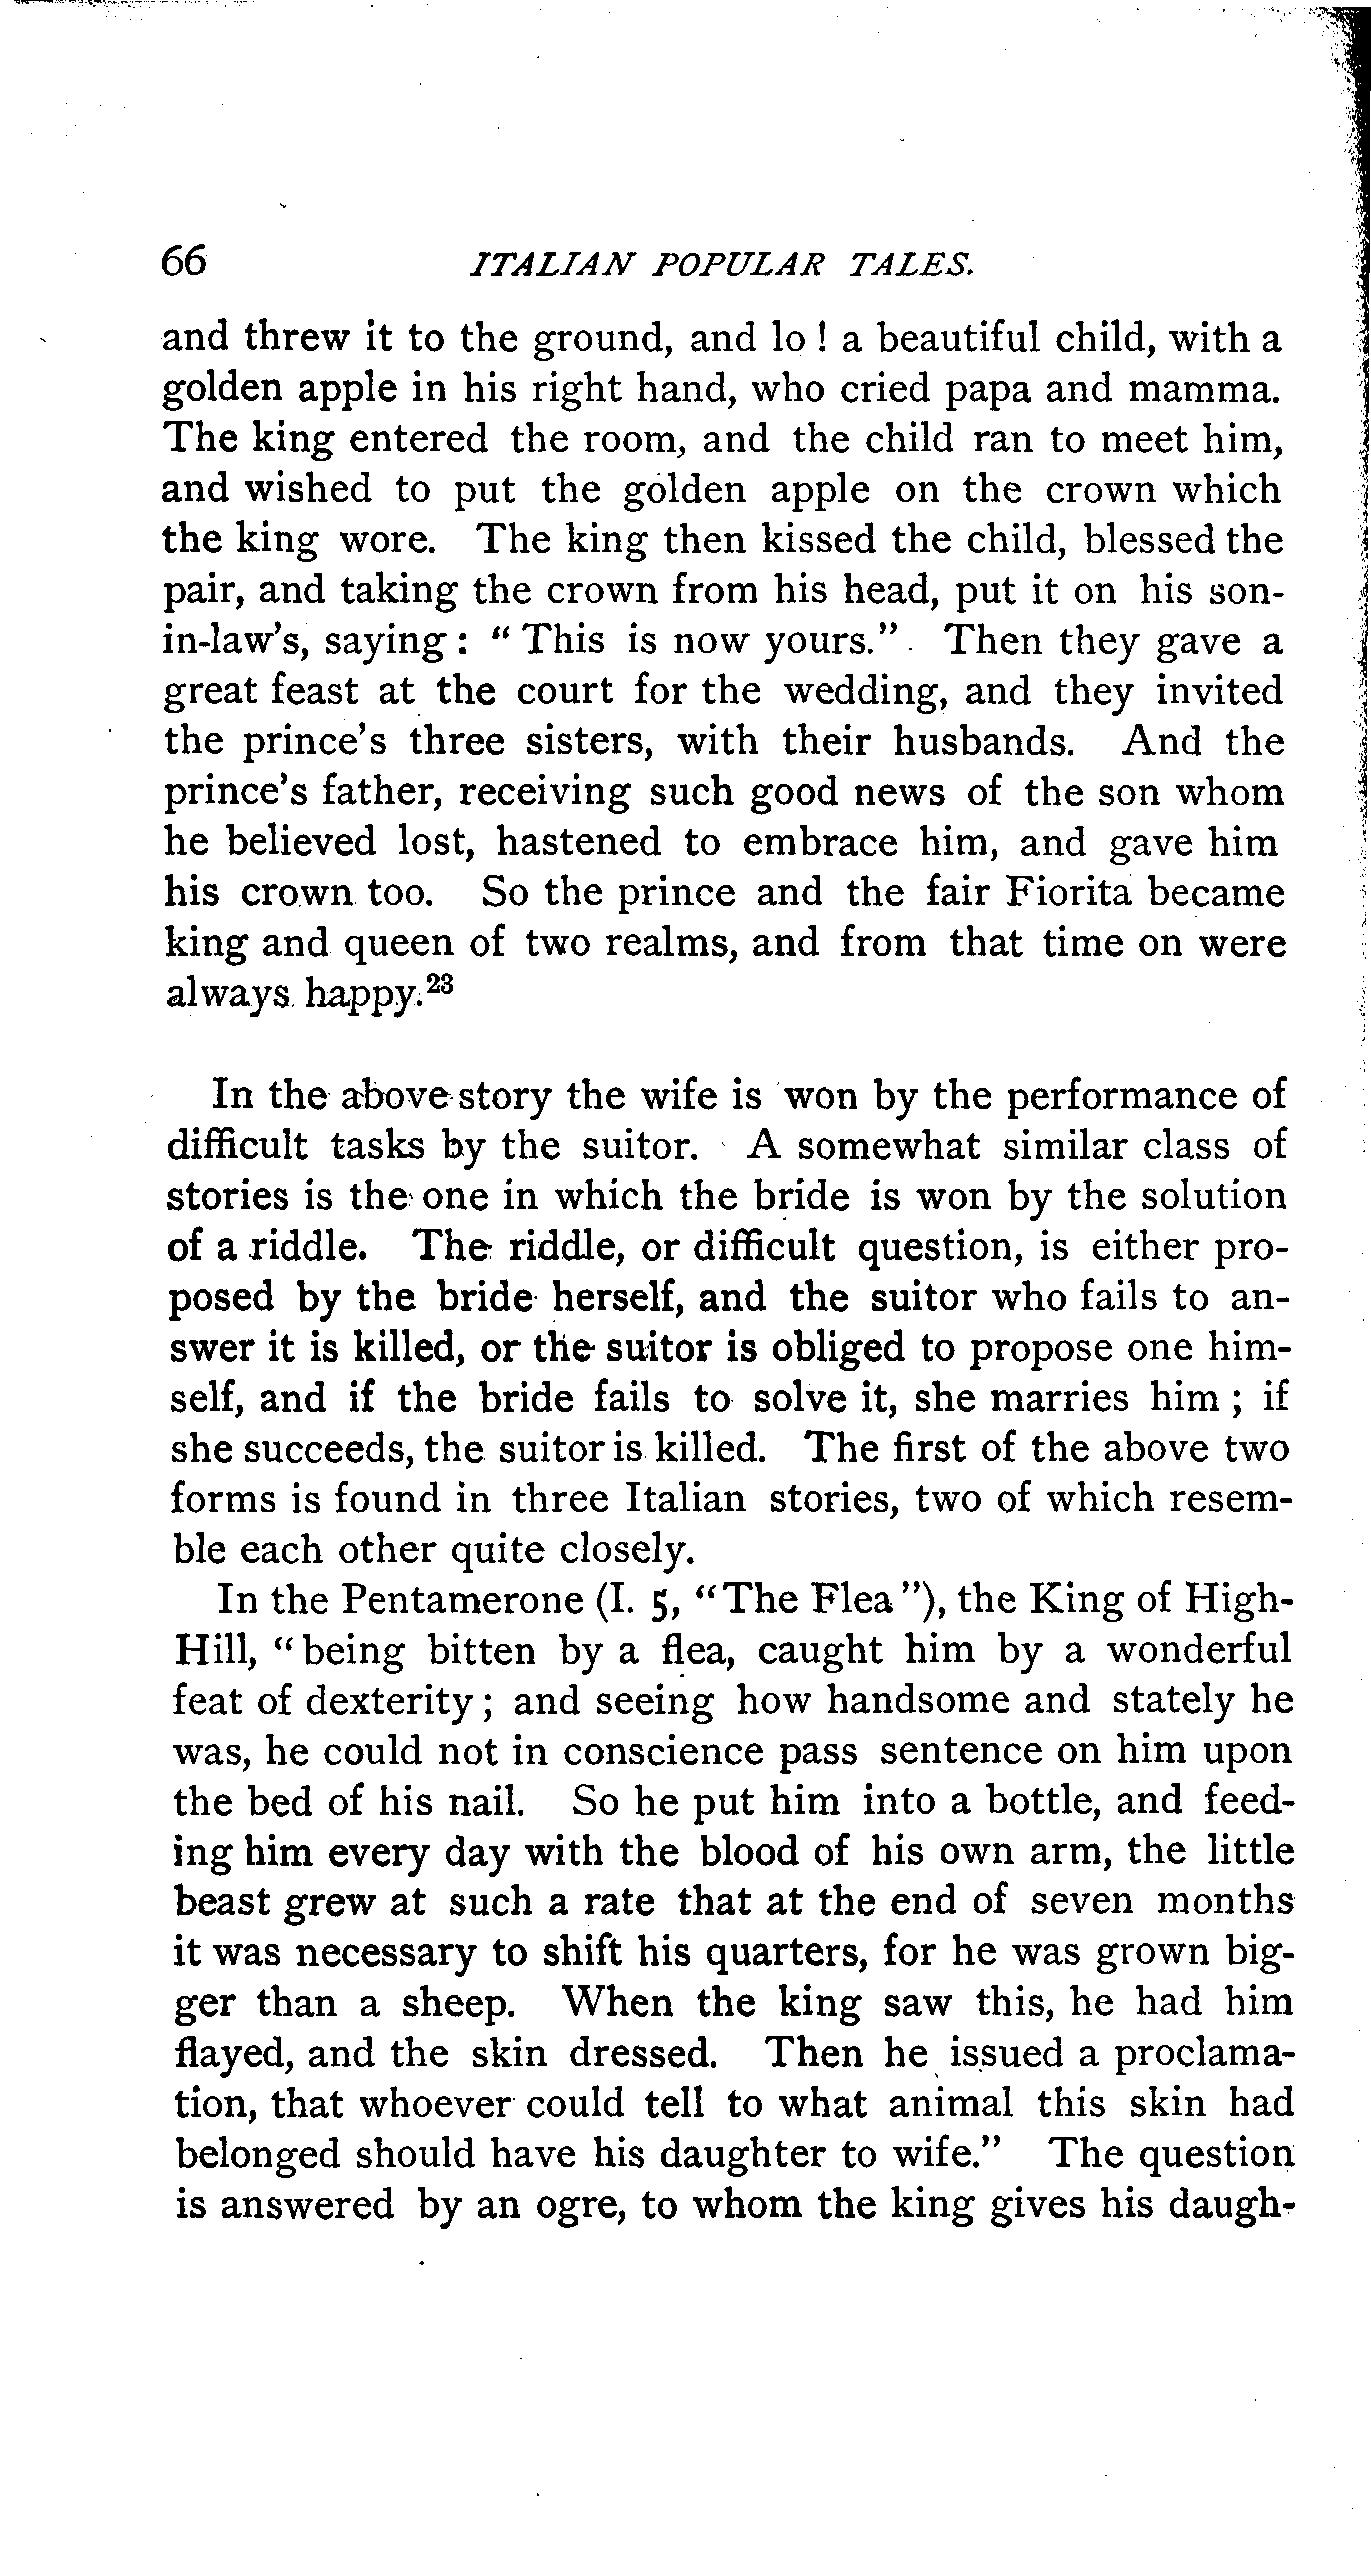 66 ITALIAN POPULAR TALES.
and threw it to the ground, and lo! a beautiful child, with a
golden apple in his right hand, who cried papa and mamma.
The king entered the room, and the child ran to meet him,
and wished to put the golden apple on the crown which
the king wore. The king then kissed the child, blessed the
pair, and taking the crown from his head, put it on his son-
in-law's, saying: "This is now yours." Then they gave a
great feast at the court for the wedding, and they invited
the prince's three sisters, with their husbands. And the
prince's father, receiving such good news of the son whom
he believed lost, hastened to embrace him, and gave him
his crown too. So the prince and the fair Fiorita became
king and queen of two realms, and from that time on were
always happy.²³
In the above story the wife is won by the performance of
difficult tasks by the suitor. A somewhat similar class of
stories is the one in which the bride is won by the solution
of a riddle. The riddle, or difficult question, is either pro-
posed by the bride herself, and the suitor who fails to an-
swer it is killed, or the suitor is obliged to propose one him-
self, and if the bride fails to solve it, she marries him; if
she succeeds, the suitor is killed. The first of the above two
forms is found in three Italian stories, two of which resem-
ble each other quite closely.
In the Pentamerone (I. 5, "The Flea"), the King of High-
Hill, "being bitten by a flea, caught him by a wonderful
feat of dexterity; and seeing how handsome and stately he
was, he could not in conscience pass sentence on him upon
the bed of his nail. So he put him into a bottle, and feed-
ing him every day with the blood of his own arm, the little
beast grew at such a rate that at the end of seven months
it was necessary to shift his quarters, for he was grown big-
ger than a sheep. When the king saw this, he had him
flayed, and the skin dressed. Then he issued a proclama-
tion, that whoever could tell to what animal this skin had
belonged should have his daughter to wife." The question
is answered by an ogre, to whom the king gives his daugh-